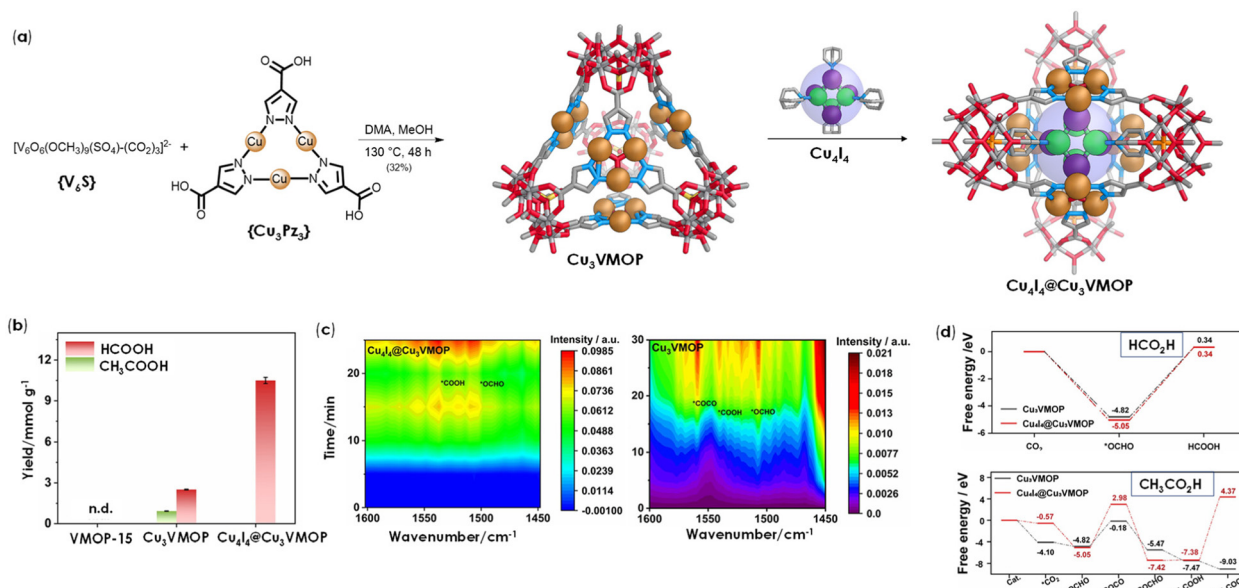 (a)
[V₆O₆(OCH₃)₉(SO₄)-(CO₂)₃]²⁻ +
{V₆S}
O
OH
N-N
Cu
Cu
N
N
Cu
N
N
HO
O
O
OH
{Cu₃Pz₃}
DMA, MeOH
130 °C, 48 h
(32%)
Cu₃VMOP
Cu₄I₄
Cu₄I₄@Cu₃VMOP
(b)
Yield/mmol g⁻¹
12
9
6
3
0
HCOOH
CH₃COOH
n.d.
VMOP-15
Cu₃VMOP
Cu₄I₄@Cu₃VMOP
(c)
Time/min
30
20
10
0
Cu₄I₄@Cu₃VMOP
*COOH
*OCHO
1600
1550
1500
1450
Wavenumber/cm⁻¹
Intensity / a.u.
0.0985
0.0861
0.0736
0.0612
0.0488
0.0363
0.0239
0.0114
-0.00100
30
20
10
0
Cu₃VMOP
*COCO
*COOH
*OCHO
1600
1550
1500
1450
Wavenumber/cm⁻¹
Intensity / a.u.
0.021
0.018
0.015
0.013
0.010
0.0078
0.0052
0.0026
0.0
(d)
Free energy /eV
0
-2
-4
-6
HCO₂H
0.34
0.34
-4.82
-5.05
Cu₃VMOP
Cu₄I₄@Cu₃VMOP
CO₂
*OCHO
HCOOH
Free energy / eV
8
4
0
-4
-8
Cu₃VMOP
Cu₄I₄@Cu₃VMOP
CH₃CO₂H
4.37
2.98
-0.57
-0.18
-4.10
-4.82
-5.05
-5.47
-7.42
-7.38
-7.47
-9.03
Cat.
*CO₂